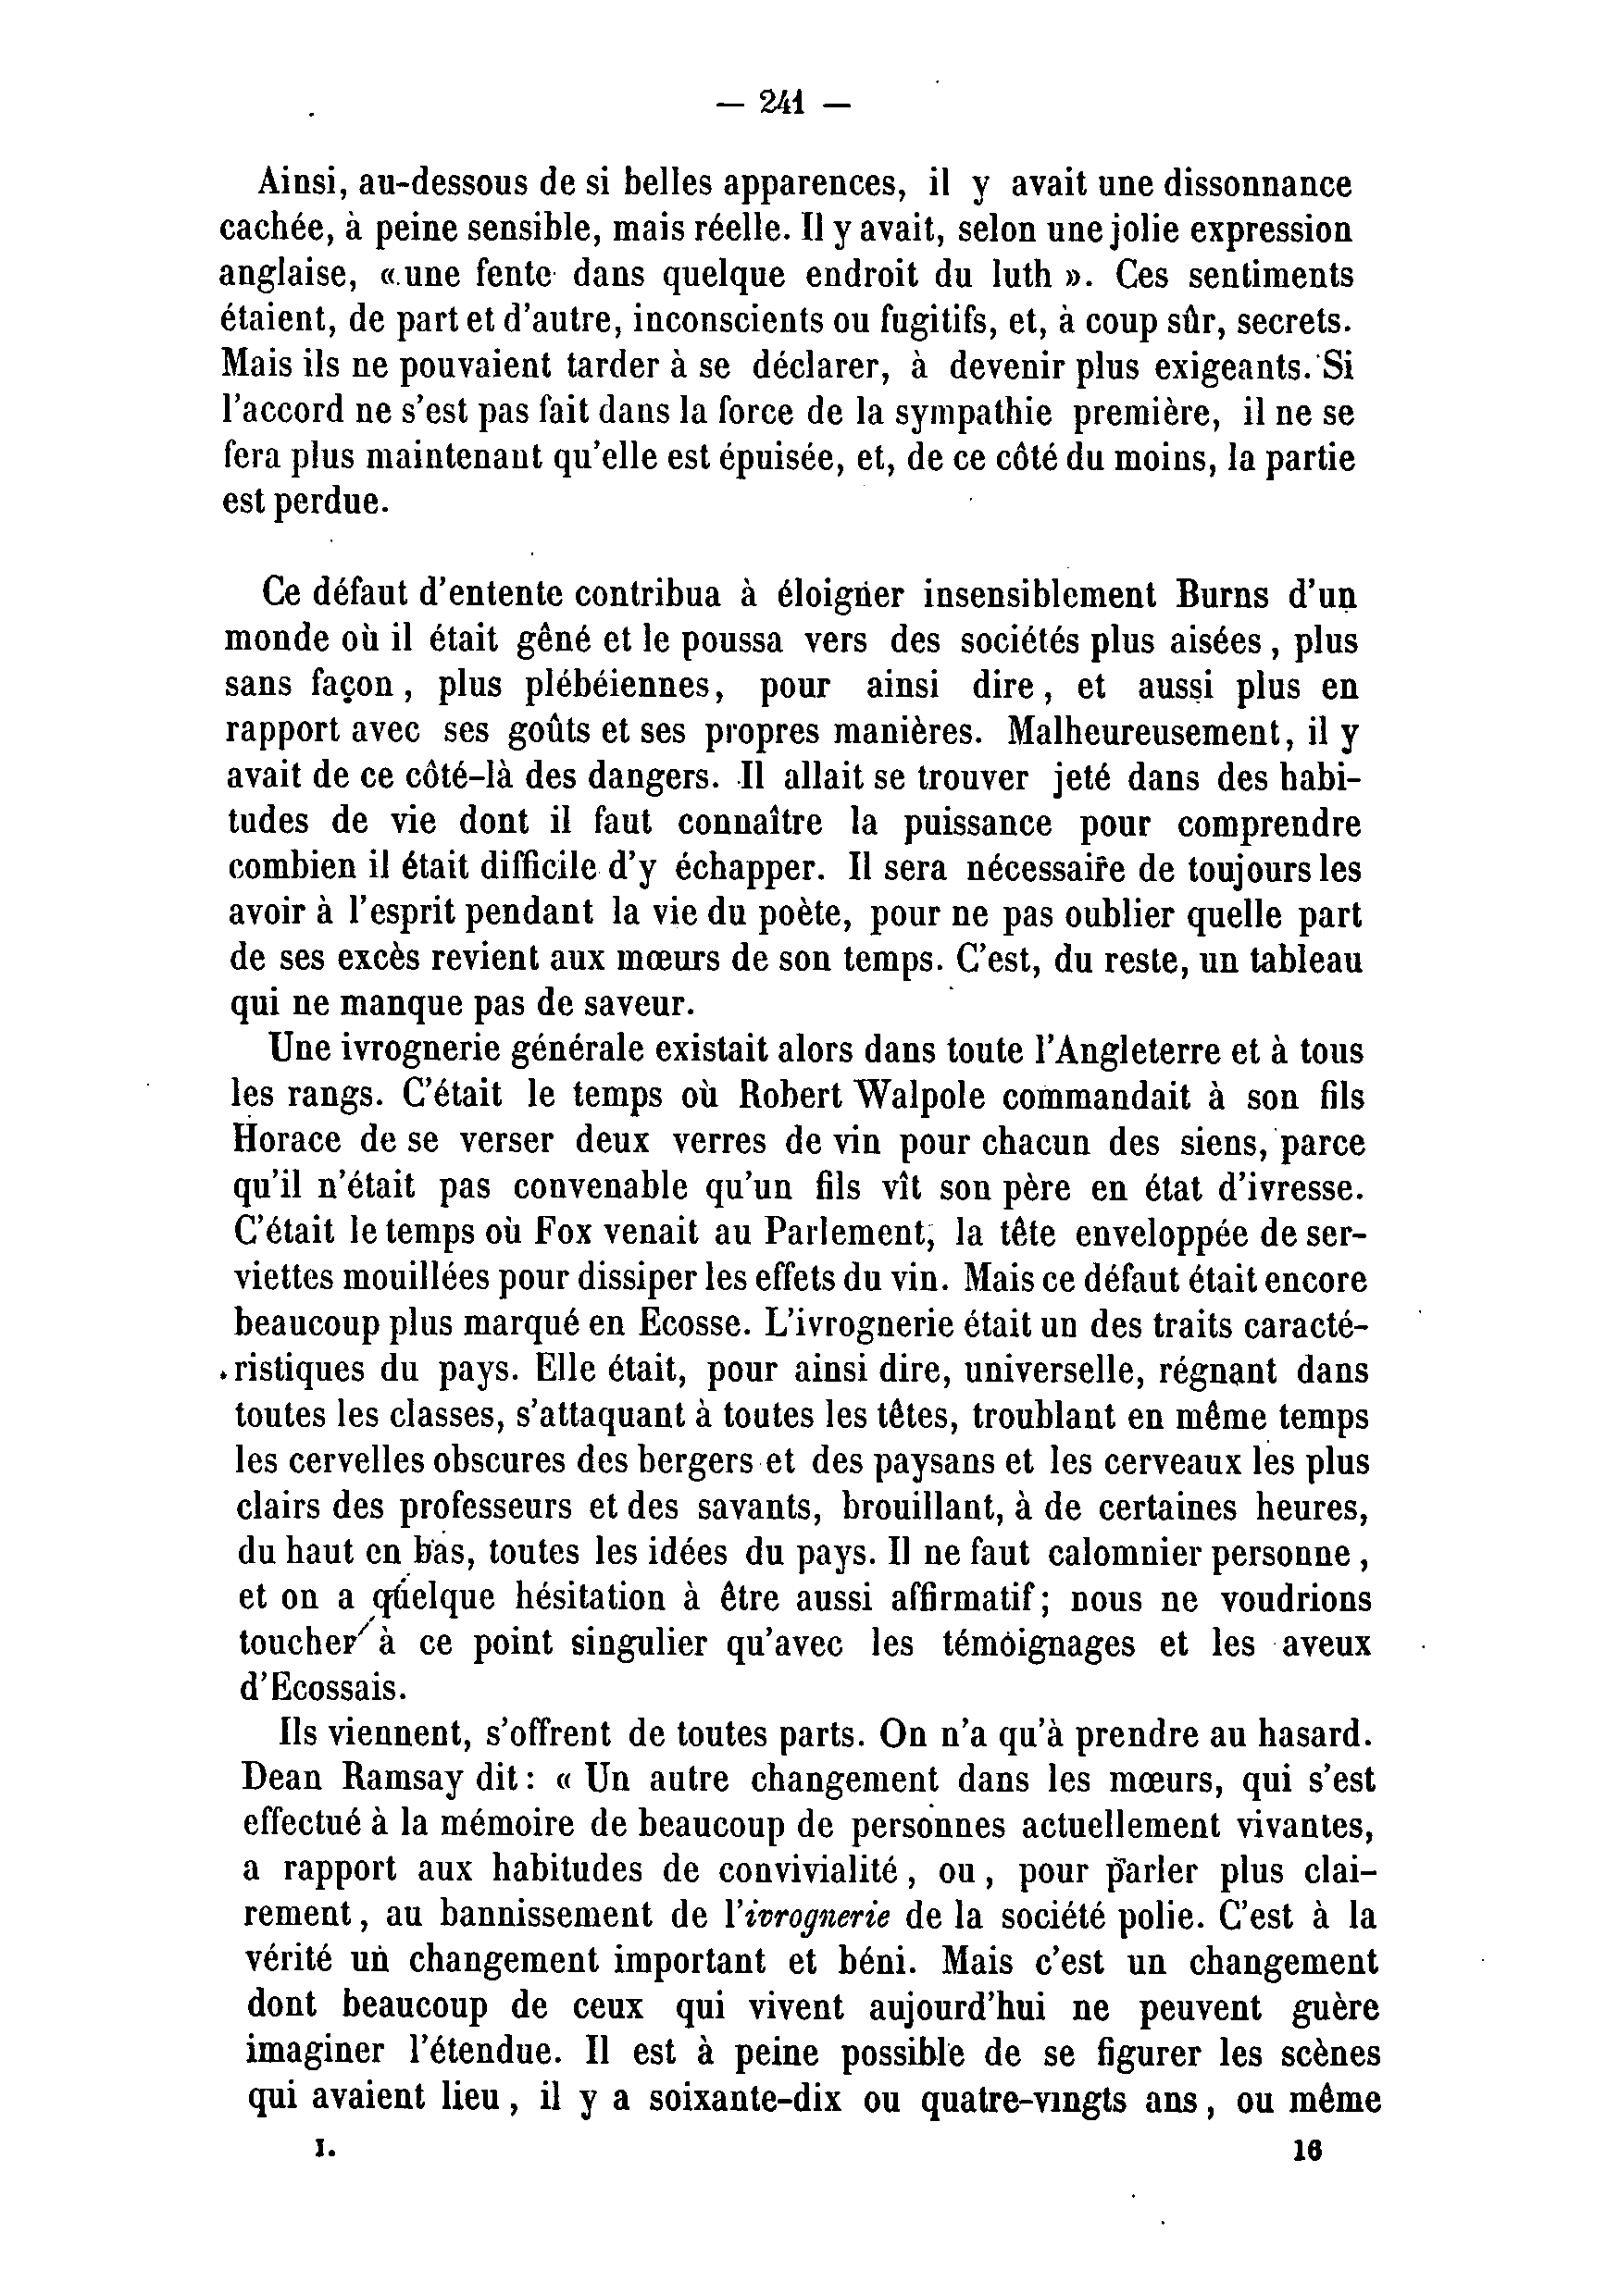 — 241 —
Ainsi, au-dessous de si belles apparences, il y avait une dissonnance
cachée, à peine sensible, mais réelle. Il y avait, selon une jolie expression
anglaise, « une fente dans quelque endroit du luth ». Ces sentiments
étaient, de part et d'autre, inconscients ou fugitifs, et, à coup sûr, secrets.
Mais ils ne pouvaient tarder à se déclarer, à devenir plus exigeants. Si
l'accord ne s'est pas fait dans la force de la sympathie première, il ne se
fera plus maintenant qu'elle est épuisée, et, de ce côté du moins, la partie
est perdue.
Ce défaut d'entente contribua à éloigner insensiblement Burns d'un
monde où il était gêné et le poussa vers des sociétés plus aisées, plus
sans façon, plus plébéiennes, pour ainsi dire, et aussi plus en
rapport avec ses goûts et ses propres manières. Malheureusement, il y
avait de ce côté-là des dangers. Il allait se trouver jeté dans des habi-
tudes de vie dont il faut connaître la puissance pour comprendre
combien il était difficile d'y échapper. Il sera nécessaire de toujours les
avoir à l'esprit pendant la vie du poète, pour ne pas oublier quelle part
de ses excès revient aux mœurs de son temps. C'est, du reste, un tableau
qui ne manque pas de saveur.
Une ivrognerie générale existait alors dans toute l'Angleterre et à tous
les rangs. C'était le temps où Robert Walpole commandait à son fils
Horace de se verser deux verres de vin pour chacun des siens, parce
qu'il n'était pas convenable qu'un fils vît son père en état d'ivresse.
C'était le temps où Fox venait au Parlement, la tête enveloppée de ser-
viettes mouillées pour dissiper les effets du vin. Mais ce défaut était encore
beaucoup plus marqué en Ecosse. L'ivrognerie était un des traits caracté-
ristiques du pays. Elle était, pour ainsi dire, universelle, régnant dans
toutes les classes, s'attaquant à toutes les têtes, troublant en même temps
les cervelles obscures des bergers et des paysans et les cerveaux les plus
clairs des professeurs et des savants, brouillant, à de certaines heures,
du haut en bas, toutes les idées du pays. Il ne faut calomnier personne,
et on a quelque hésitation à être aussi affirmatif; nous ne voudrions
toucher à ce point singulier qu'avec les témoignages et les aveux
d'Ecossais.
Ils viennent, s'offrent de toutes parts. On n'a qu'à prendre au hasard.
Dean Ramsay dit : « Un autre changement dans les mœurs, qui s'est
effectué à la mémoire de beaucoup de personnes actuellement vivantes,
a rapport aux habitudes de convivialité, ou, pour parler plus clai-
rement, au bannissement de l'ivrognerie de la société polie. C'est à la
vérité un changement important et béni. Mais c'est un changement
dont beaucoup de ceux qui vivent aujourd'hui ne peuvent guère
imaginer l'étendue. Il est à peine possible de se figurer les scènes
qui avaient lieu, il y a soixante-dix ou quatre-vingts ans, ou même
I. 16